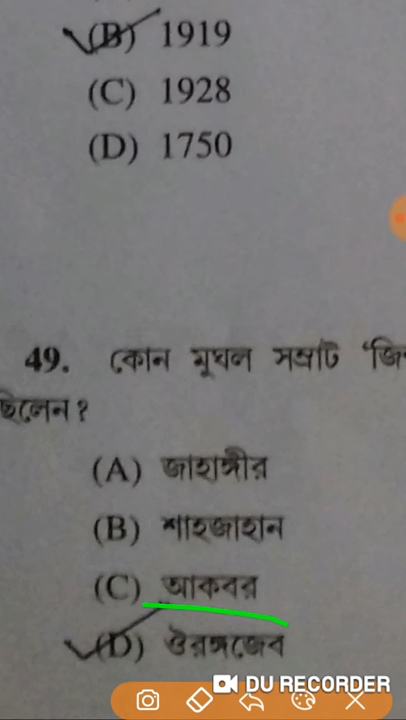 (B) 1919
(C) 1928
(D) 1750
49. কোন মুঘল সম্রাট
ছিলেন?
(A) জাহাঙ্গীর
(B) শাহজাহান
(C) আকবর
(D) ঔরঙ্গজেব
DU RECORDER